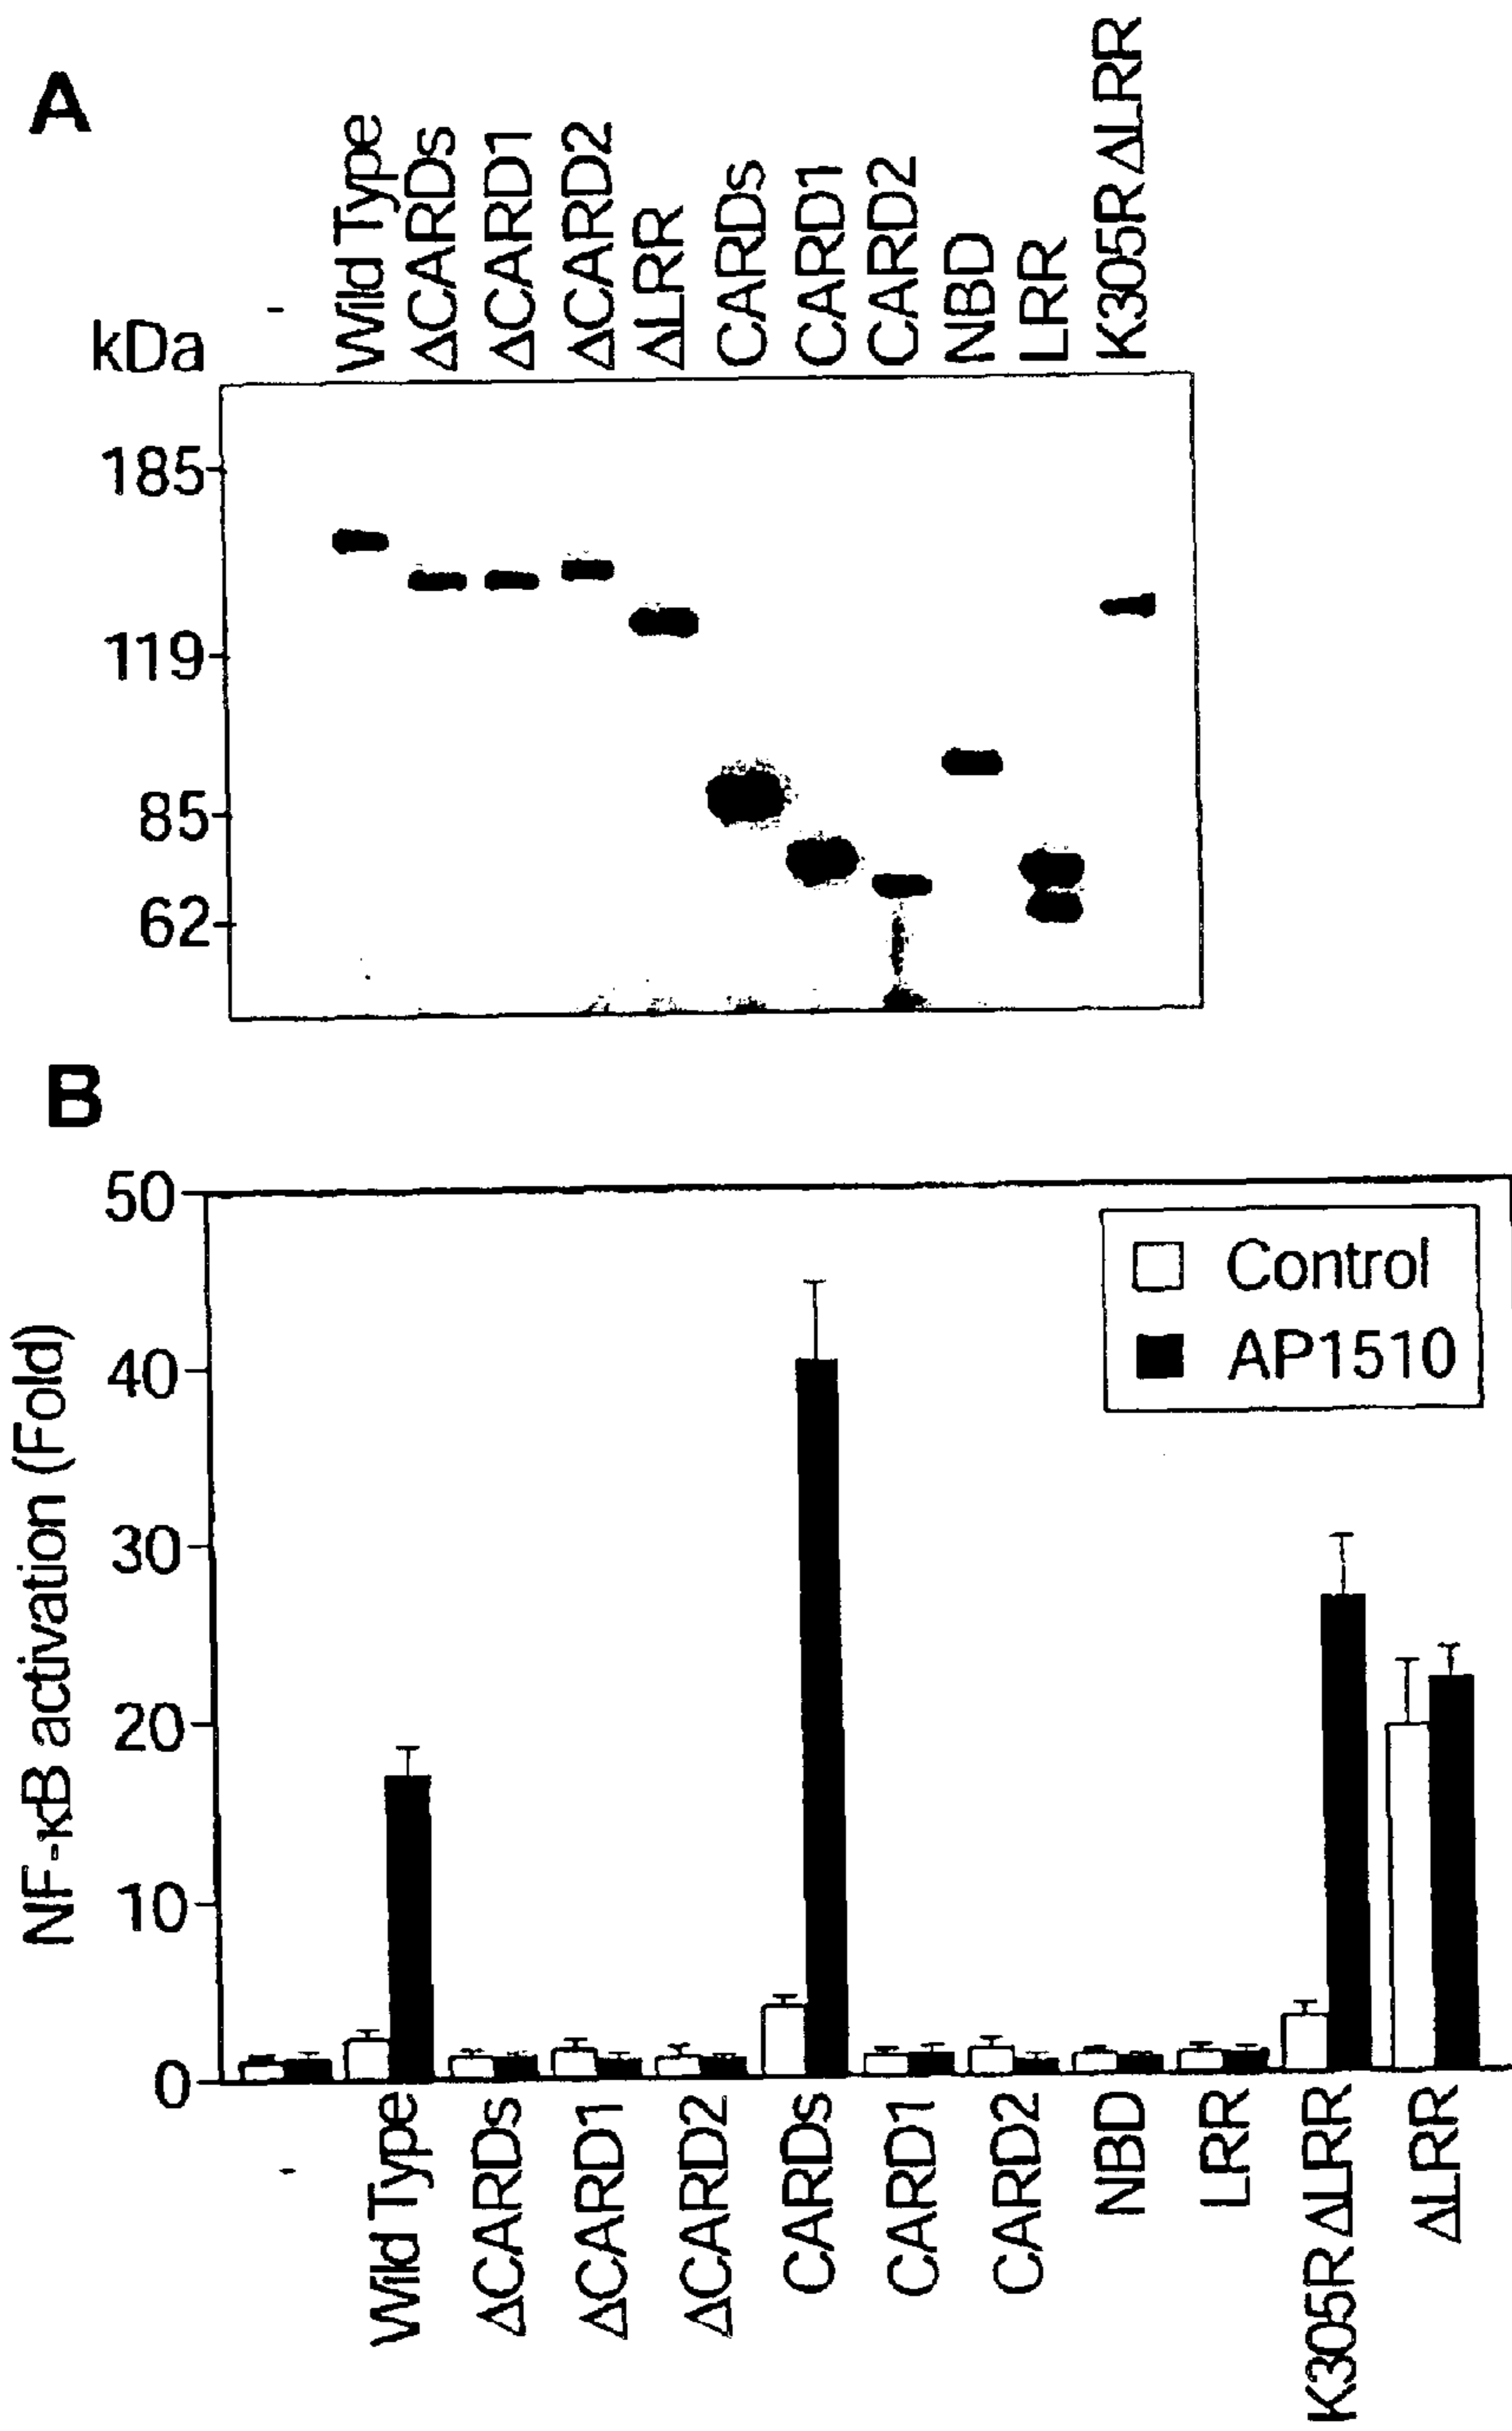 A
kDa
-
Wild Type
ΔCARDs
ΔCARD1
ΔCARD2
ΔLRR
CARDs
CARD1
CARD2
NBD
LRR
K305R ΔLRR
185
119
85
62
B
NF-κB activation (Fold)
50
40
30
20
10
0
Control
AP1510
-
Wild Type
ΔCARDs
ΔCARD1
ΔCARD2
CARDs
CARD1
CARD2
NBD
LRR
K305R ΔLRR
ΔLRR